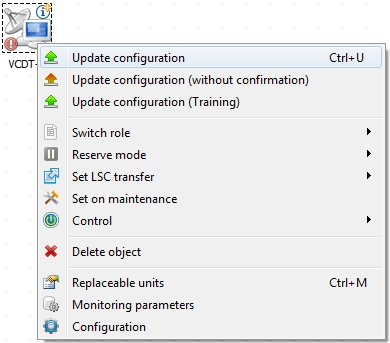 VCDT-
Update configuration Ctrl+U
Update configuration (without confirmation)
Update configuration (Training)
Switch role
Reserve mode
Set LSC transfer
Set on maintenance
Control
Delete object
Replaceable units Ctrl+M
Monitoring parameters
Configuration